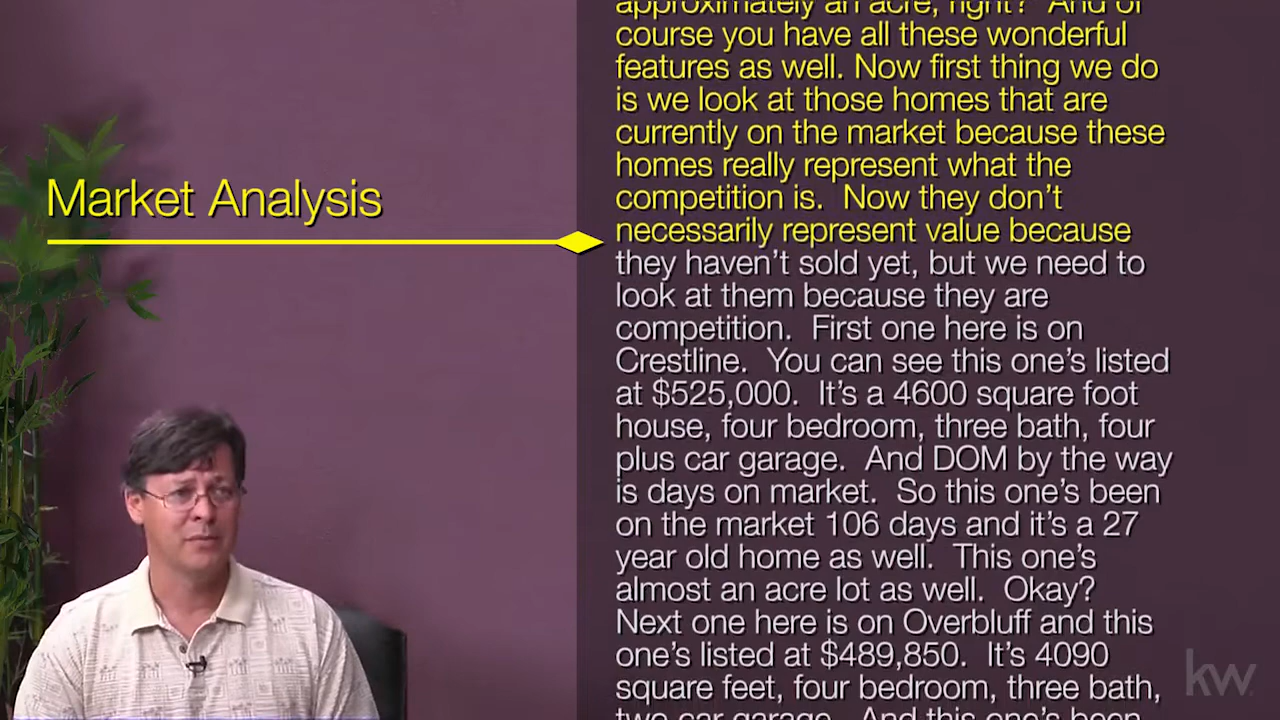 approximately an acre, right? And of
course you have all these wonderful
features as well. Now first thing we do
is we look at those homes that are
currently on the market because these
homes really represent what the
competition is. Now they don't
necessarily represent value because
they haven't sold yet, but we need to
look at them because they are
competition. First one here is on
Crestline. You can see this one's listed
at $525,000. It's a 4600 square foot
house, four bedroom, three bath, four
plus car garage. And DOM by the way
is days on market. So this one's been
on the market 106 days and it's a 27
year old home as well. This one's
almost an acre lot as well. Okay?
Next one here is on Overbluff and this
one's listed at $489,850. It's 4090
square feet, four bedroom, three bath,
two car garage. And this one's been
Market Analysis
kw